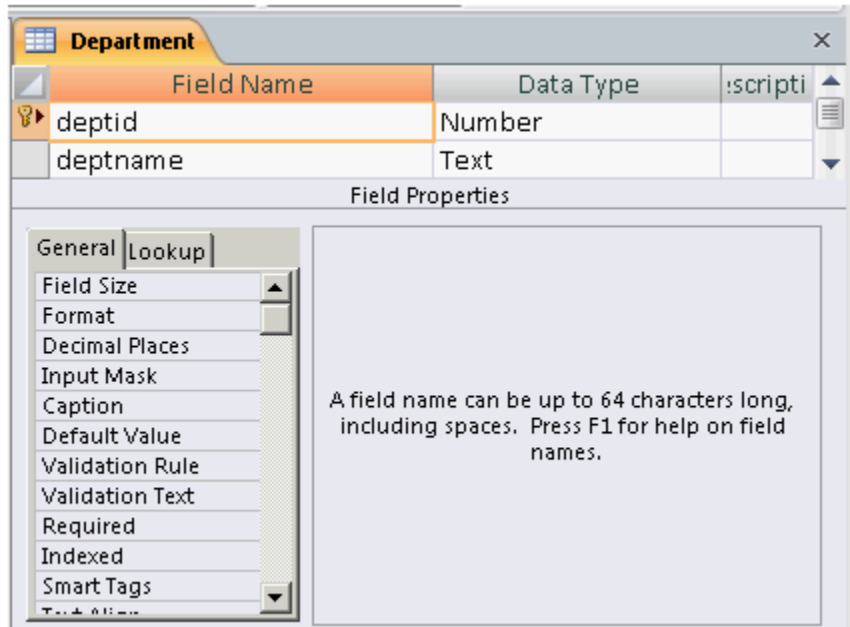 Department
Field Name Data Type :scripti
deptid Number
deptname Text
Field Properties
General Lookup
Field Size
Format
Decimal Places
Input Mask
Caption
Default Value
Validation Rule
Validation Text
Required
Indexed
Smart Tags
A field name can be up to 64 characters long,
including spaces. Press F1 for help on field
names.